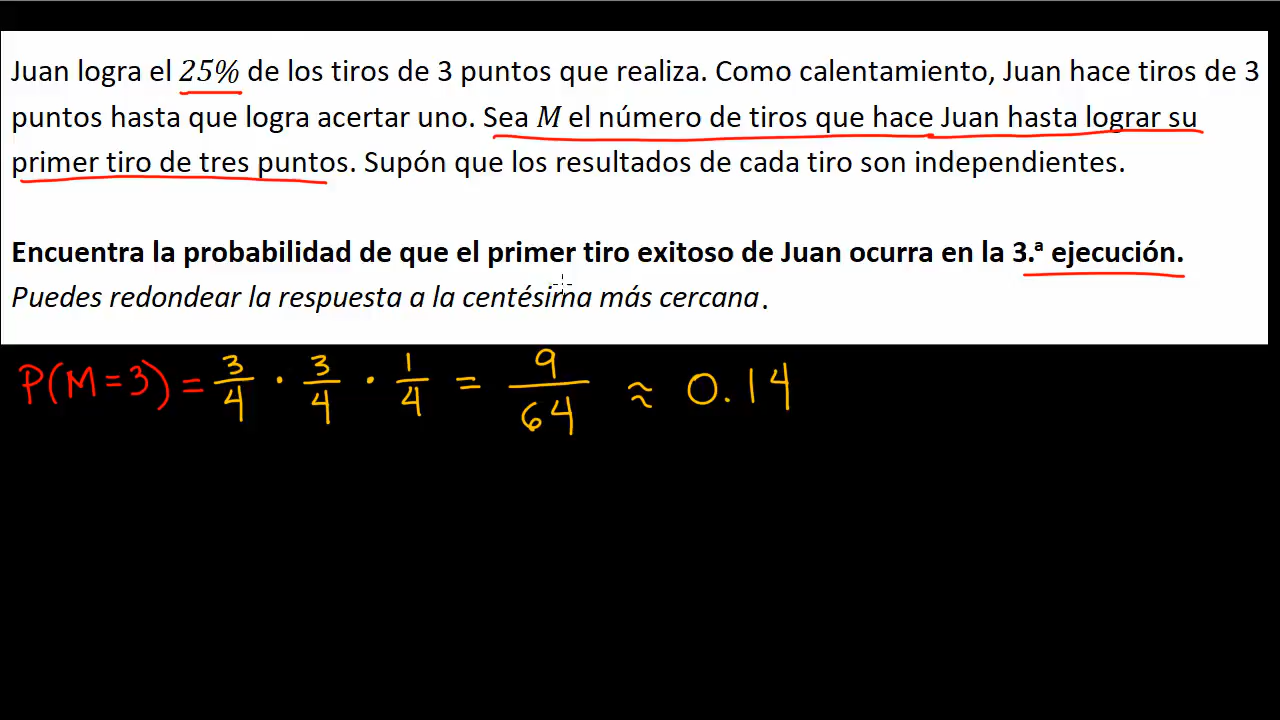 Juan logra el 25% de los tiros de 3 puntos que realiza. Como calentamiento, Juan hace tiros de 3
puntos hasta que logra acertar uno. Sea M el número de tiros que hace Juan hasta lograr su
primer tiro de tres puntos. Supón que los resultados de cada tiro son independientes.
Encuentra la probabilidad de que el primer tiro exitoso de Juan ocurra en la 3.ª ejecución.
Puedes redondear la respuesta a la centésima más cercana.
P(M=3) = 3/4 · 3/4 · 1/4 = 9/64 ≈ 0.14